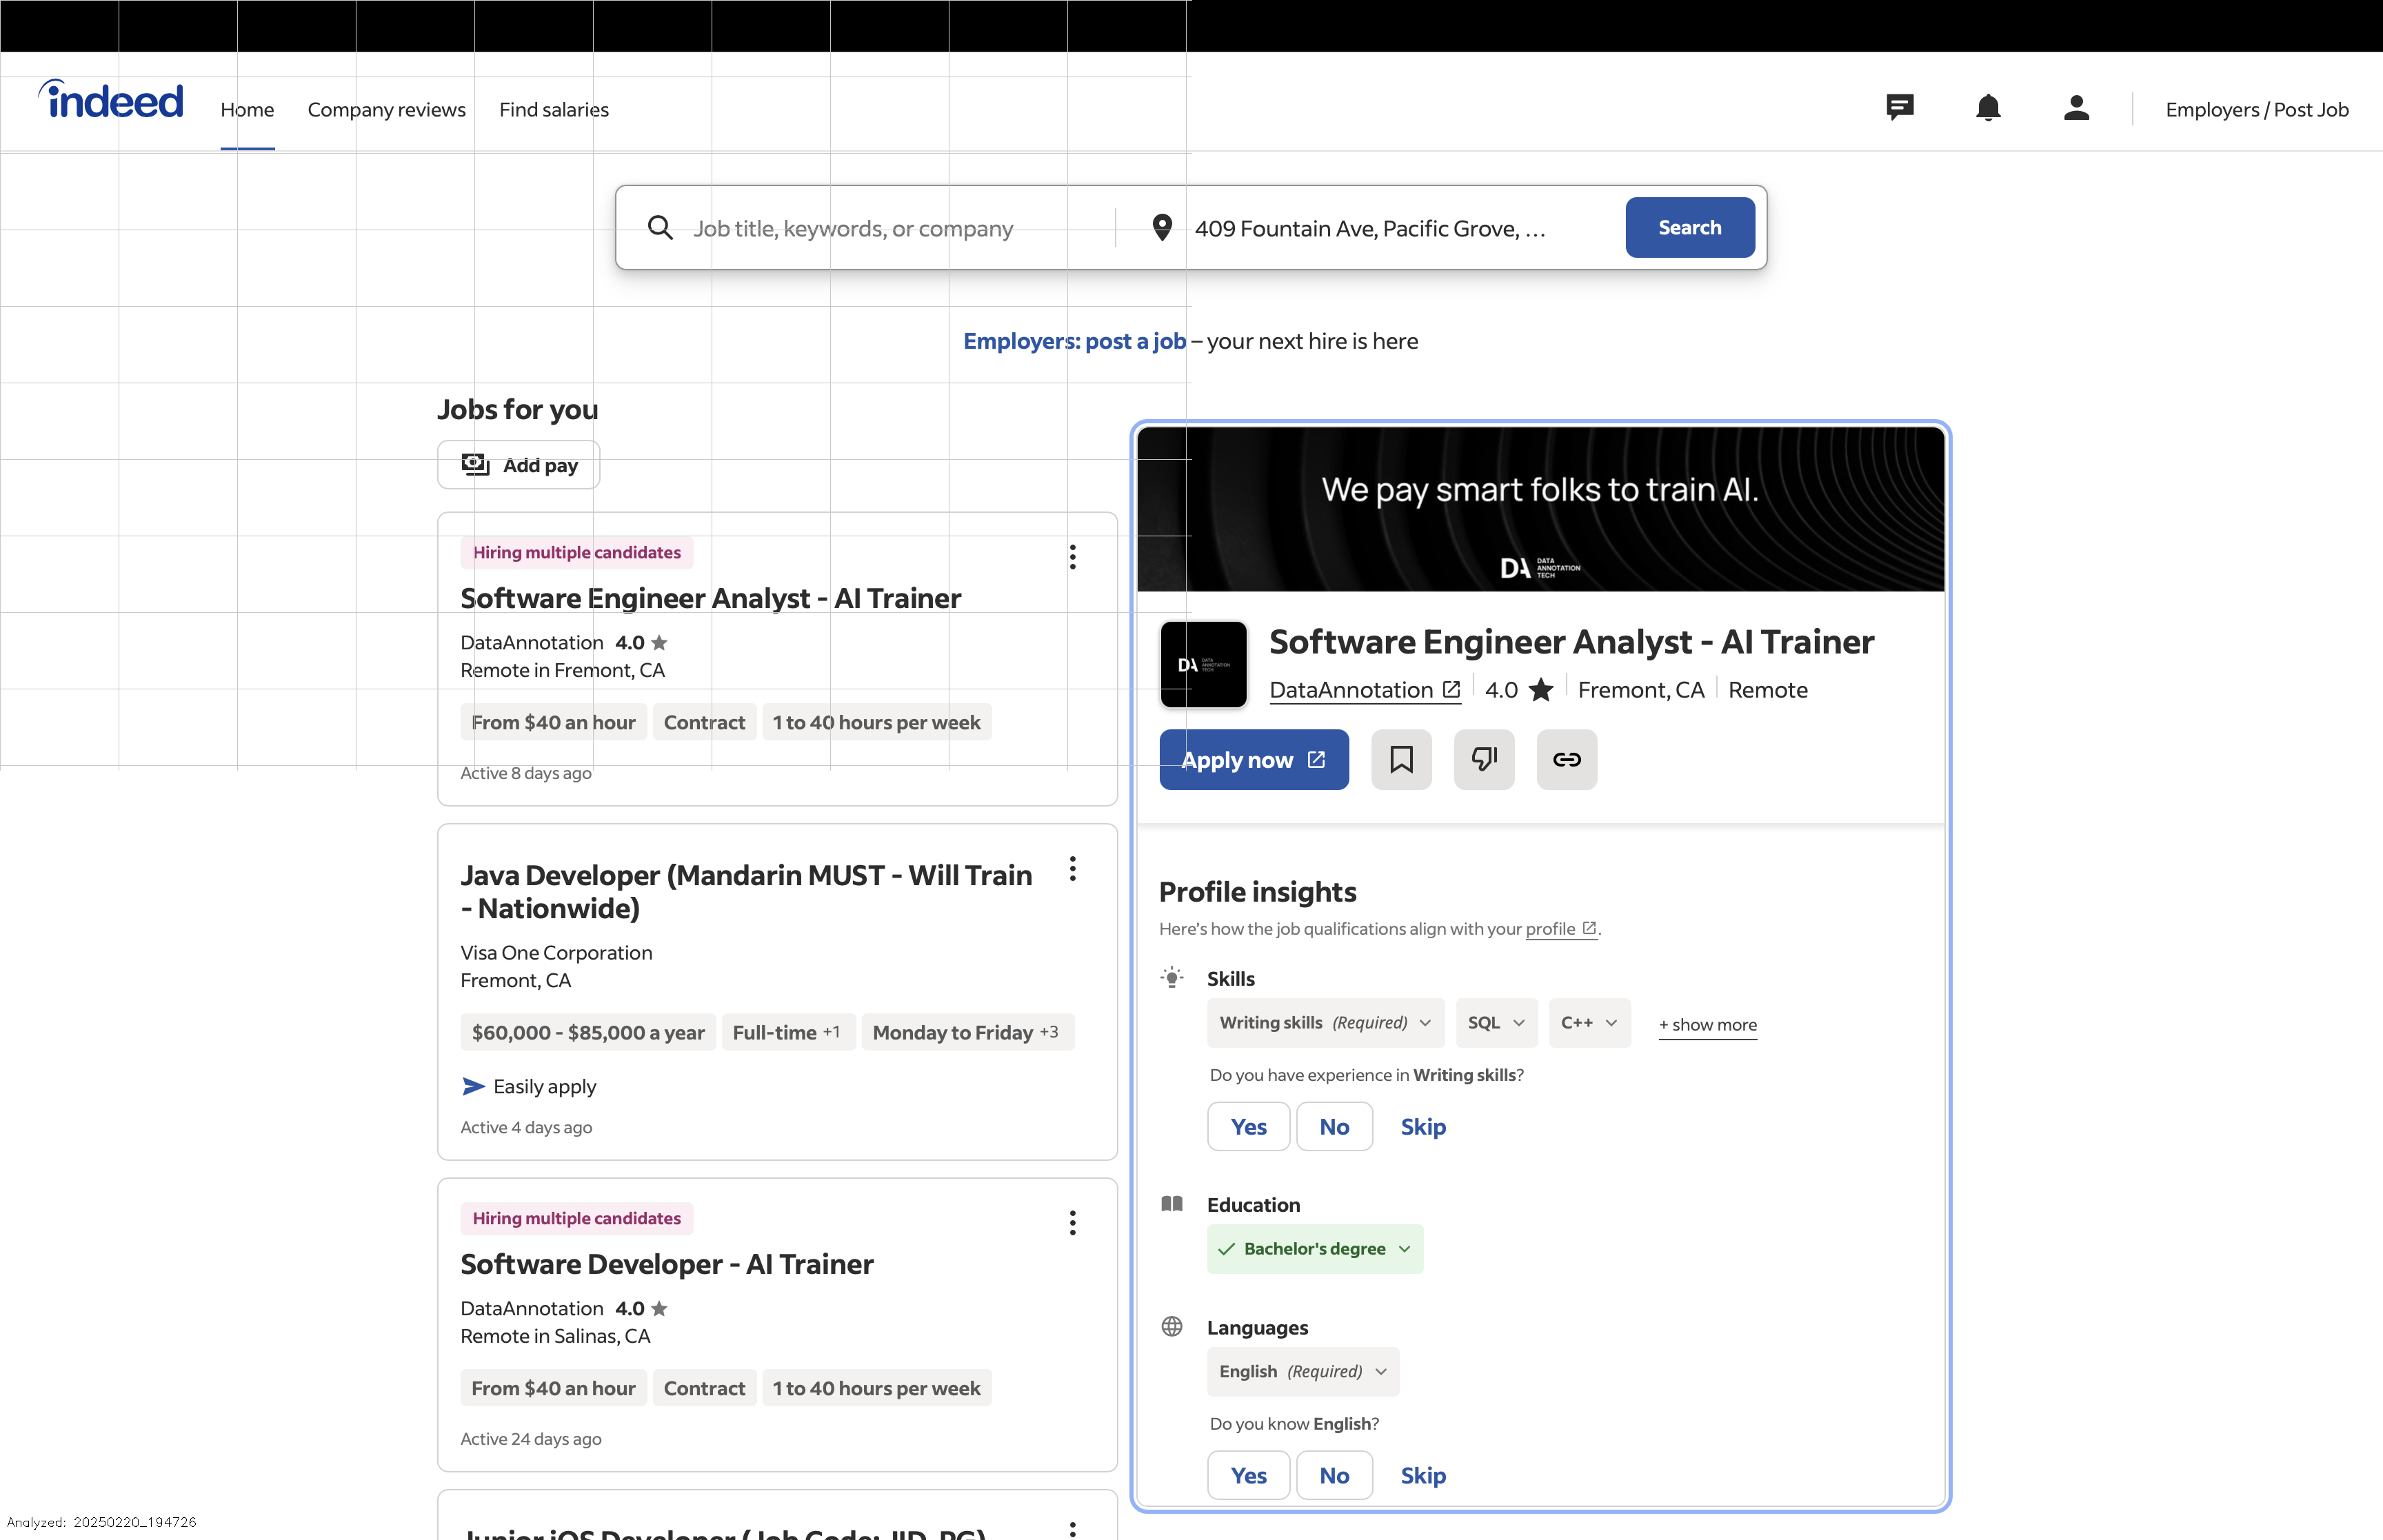 indeed
Home
Company reviews
Find salaries
Employers / Post Job
Job title, keywords, or company
409 Fountain Ave, Pacific Grove, ...
Search
Employers: post a job – your next hire is here
Jobs for you
Add pay
Hiring multiple candidates
Software Engineer Analyst - AI Trainer
DataAnnotation 4.0
Remote in Fremont, CA
From $40 an hour
Contract
1 to 40 hours per week
Active 8 days ago
Java Developer (Mandarin MUST - Will Train
- Nationwide)
Visa One Corporation
Fremont, CA
$60,000 - $85,000 a year
Full-time +1
Monday to Friday +3
Easily apply
Active 4 days ago
Hiring multiple candidates
Software Developer - AI Trainer
DataAnnotation 4.0
Remote in Salinas, CA
From $40 an hour
Contract
1 to 40 hours per week
Active 24 days ago
Junior iOS Developer (Job Code: JID-PG)
We pay smart folks to train AI.
DA DATA
ANNOTATION
TECH
DA DATA
ANNOTATION
TECH
Software Engineer Analyst - AI Trainer
DataAnnotation
4.0
Fremont, CA
Remote
Apply now
Profile insights
Here's how the job qualifications align with your profile.
Skills
Writing skills (Required)
SQL
C++
+ show more
Do you have experience in Writing skills?
Yes
No
Skip
Education
Bachelor's degree
Languages
English (Required)
Do you know English?
Yes
No
Skip
Analyzed: 20250220_194726